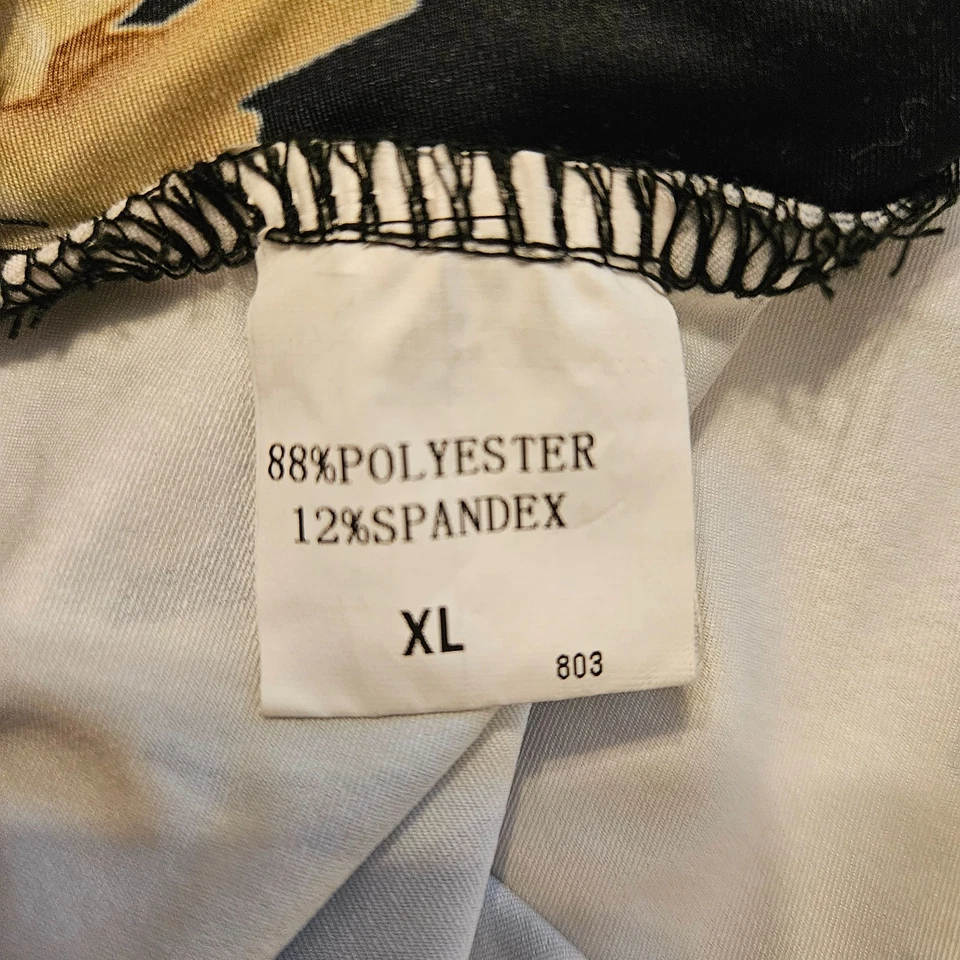 88%POLYESTER
12%SPANDEX
XL
803